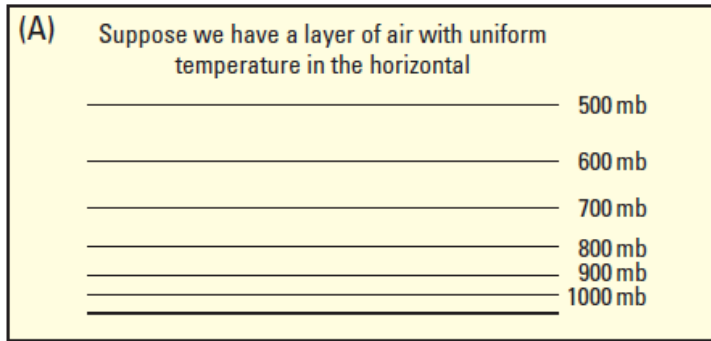 (A)
Suppose we have a layer of air with uniform
temperature in the horizontal
500 mb
600 mb
700 mb
800 mb
900 mb
1000 mb